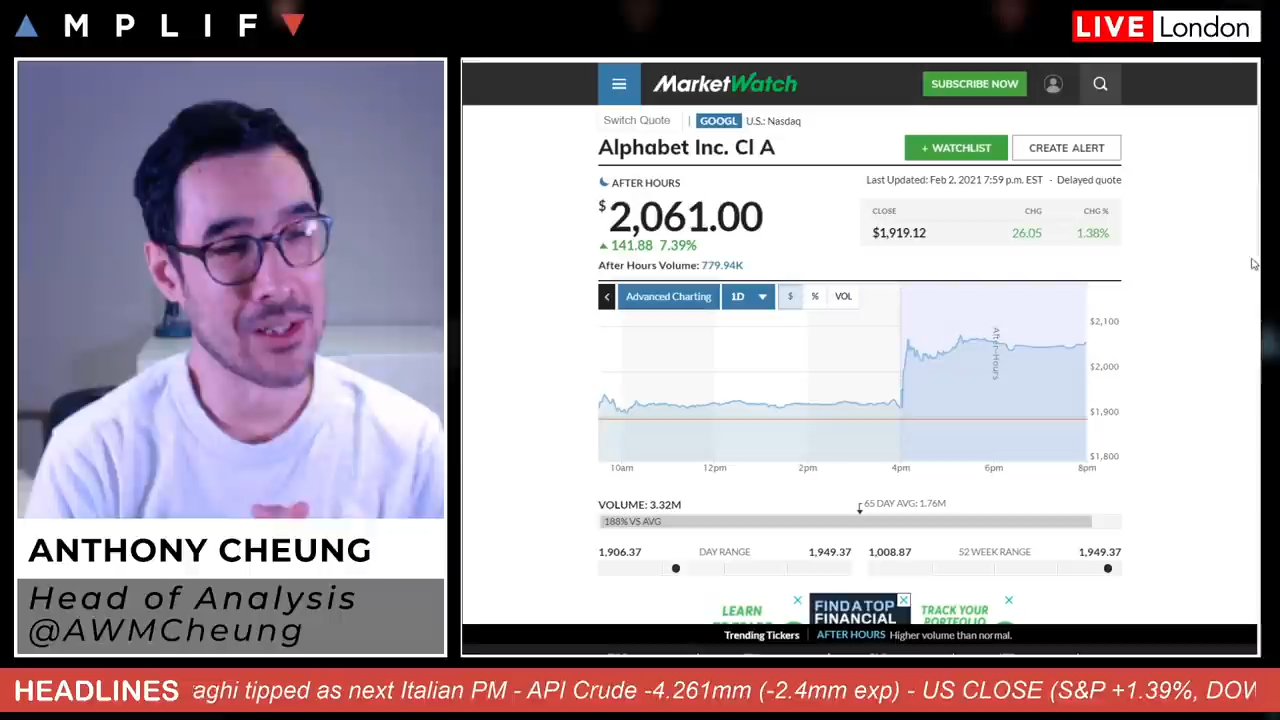 AMPLIFY
LIVE London
MarketWatch
SUBSCRIBE NOW
Switch Quote | GOOGL U.S.: Nasdaq
Alphabet Inc. Cl A
+ WATCHLIST
CREATE ALERT
AFTER HOURS
Last Updated: Feb 2, 2021 7:59 p.m. EST - Delayed quote
$2,061.00
141.88 7.39%
After Hours Volume: 779.94K
CLOSE CHG CHG %
$1,919.12 26.05 1.38%
Advanced Charting 1D $ % VOL
$2,100
$2,000
$1,900
$1,800
After-Hours
10am 12pm 2pm 4pm 6pm 8pm
VOLUME: 3.32M
65 DAY AVG: 1.76M
188% VS AVG
1,906.37 DAY RANGE 1,949.37
1,008.87 52 WEEK RANGE 1,949.37
LEARN
FIND A TOP
FINANCIAL
TRACK YOUR
PORTFOLIO
Trending Tickers AFTER HOURS Higher volume than normal.
ANTHONY CHEUNG
Head of Analysis
@AWMCheung
HEADLINES aghi tipped as next Italian PM - API Crude -4.261mm (-2.4mm exp) - US CLOSE (S&P +1.39%, DOW